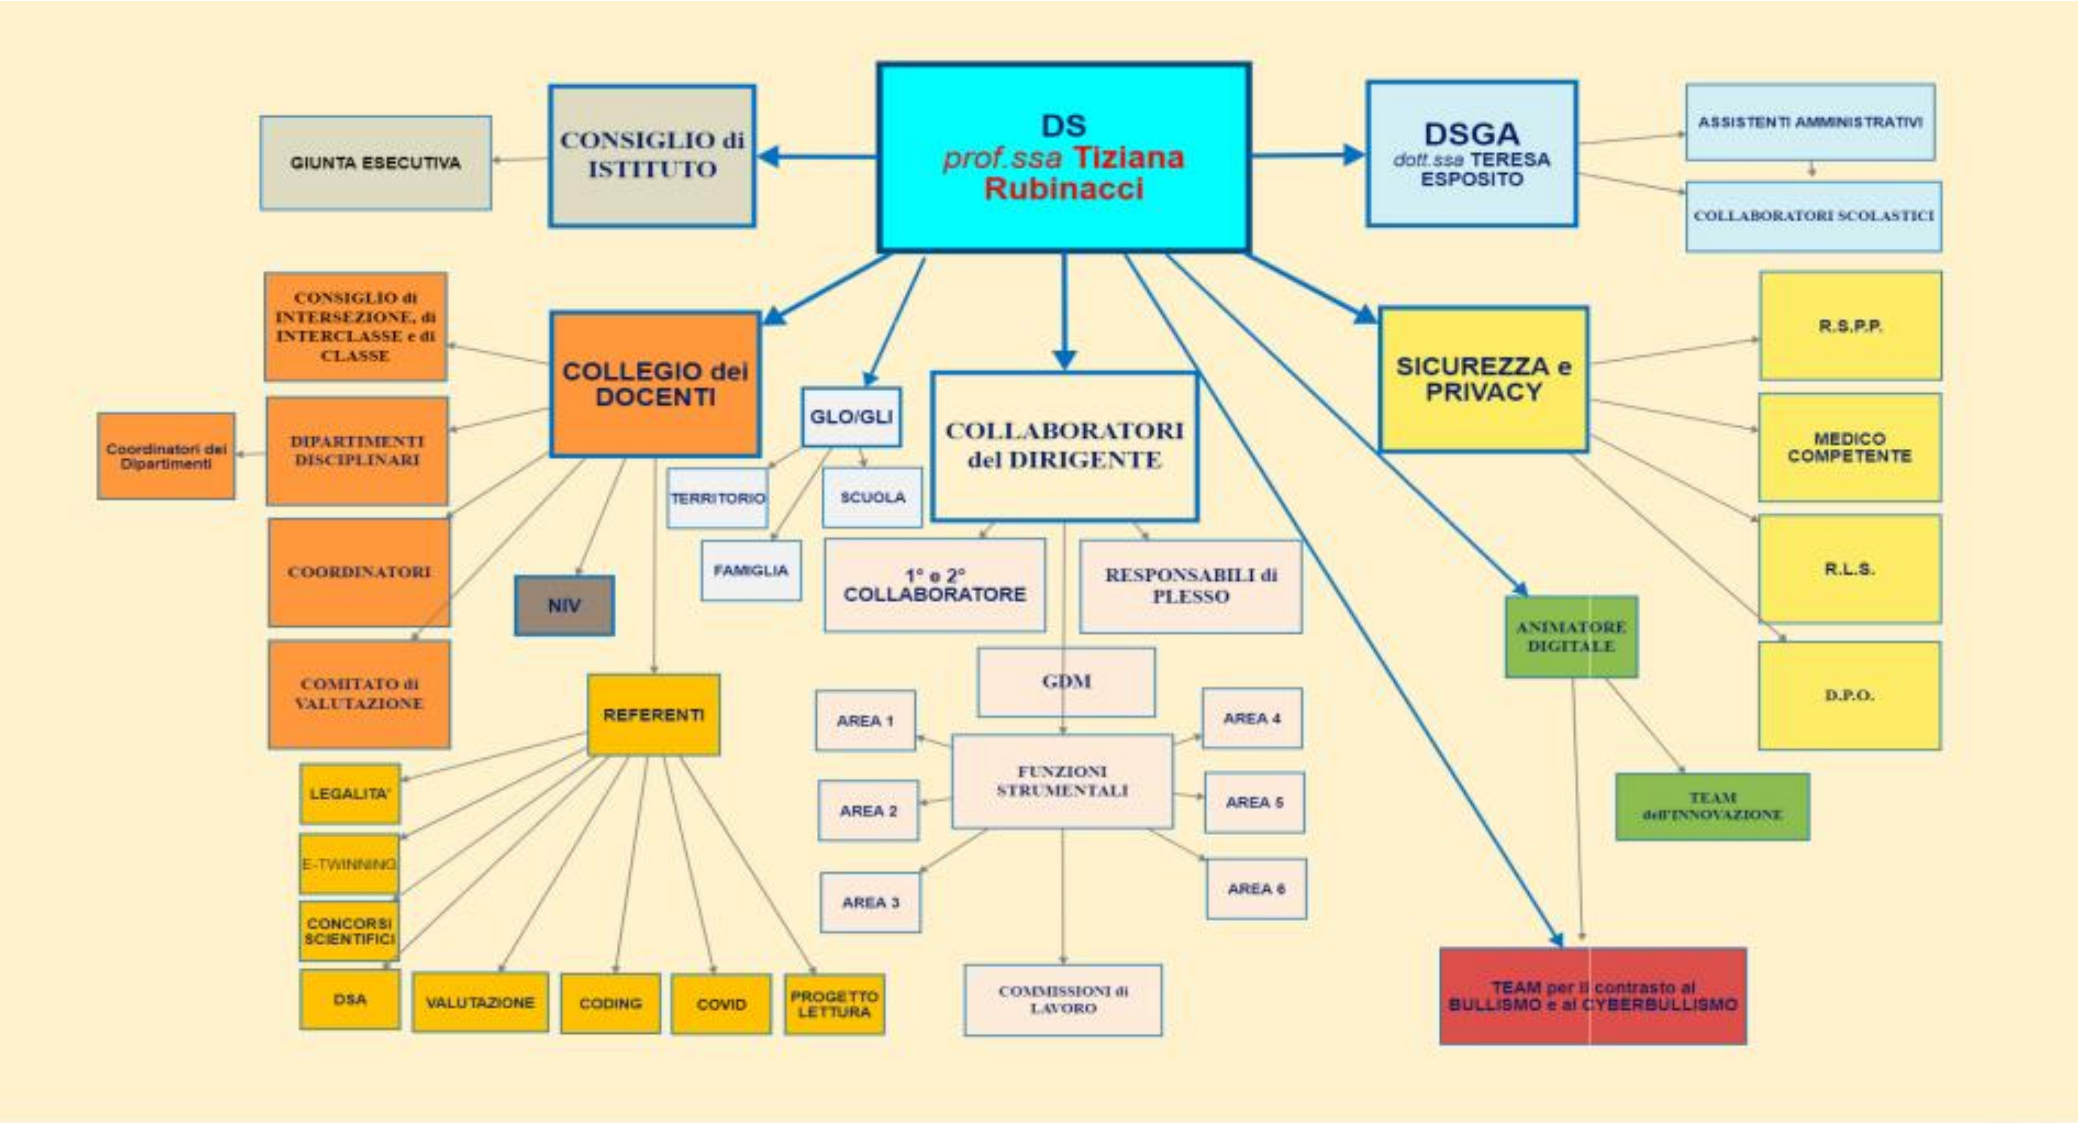 DS
prof.ssa Tiziana
Rubinacci
CONSIGLIO di
ISTITUTO
GIUNTA ESECUTIVA
DSGA
dott.ssa TERESA
ESPOSITO
ASSISTENTI AMMINISTRATIVI
COLLABORATORI SCOLASTICI
CONSIGLIO di
INTERSEZIONE, di
INTERCLASSE e di
CLASSE
COLLEGIO dei
DOCENTI
DIPARTIMENTI
DISCIPLINARI
Coordinatori dei
Dipartimenti
COORDINATORI
COMITATO di
VALUTAZIONE
NIV
REFERENTI
LEGALITA'
E-TWINNING
CONCORSI
SCIENTIFICI
DSA
VALUTAZIONE
CODING
COVID
PROGETTO
LETTURA
GLO/GLI
TERRITORIO
SCUOLA
FAMIGLIA
COLLABORATORI
del DIRIGENTE
1° e 2°
COLLABORATORE
RESPONSABILI di
PLESSO
GDM
FUNZIONI
STRUMENTALI
AREA 1
AREA 2
AREA 3
AREA 4
AREA 5
AREA 6
COMMISSIONI di
LAVORO
SICUREZZA e
PRIVACY
R.S.P.P.
MEDICO
COMPETENTE
R.L.S.
D.P.O.
ANIMATORE
DIGITALE
TEAM
dell'INNOVAZIONE
TEAM per il contrasto al
BULLISMO e al CYBERBULLISMO